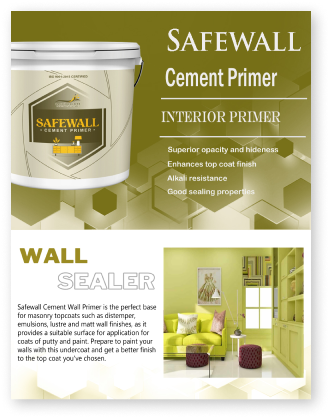 SAFEWALL
Cement Primer
INTERIOR PRIMER
Superior opacity and hideness
Enhances top coat finish
Alkali resistance
Good sealing properties
SAFEWALL
CEMENT PRIMER
WALL
SEALER
Safewall Cement Wall Primer is the perfect base
for masonry topcoats such as distemper,
emulsions, lustre and matt wall finishes, as it
provides a suitable surface for application for
coats of putty and paint. Prepare to paint your
walls with this undercoat and get a better finish
to the top coat you've chosen.